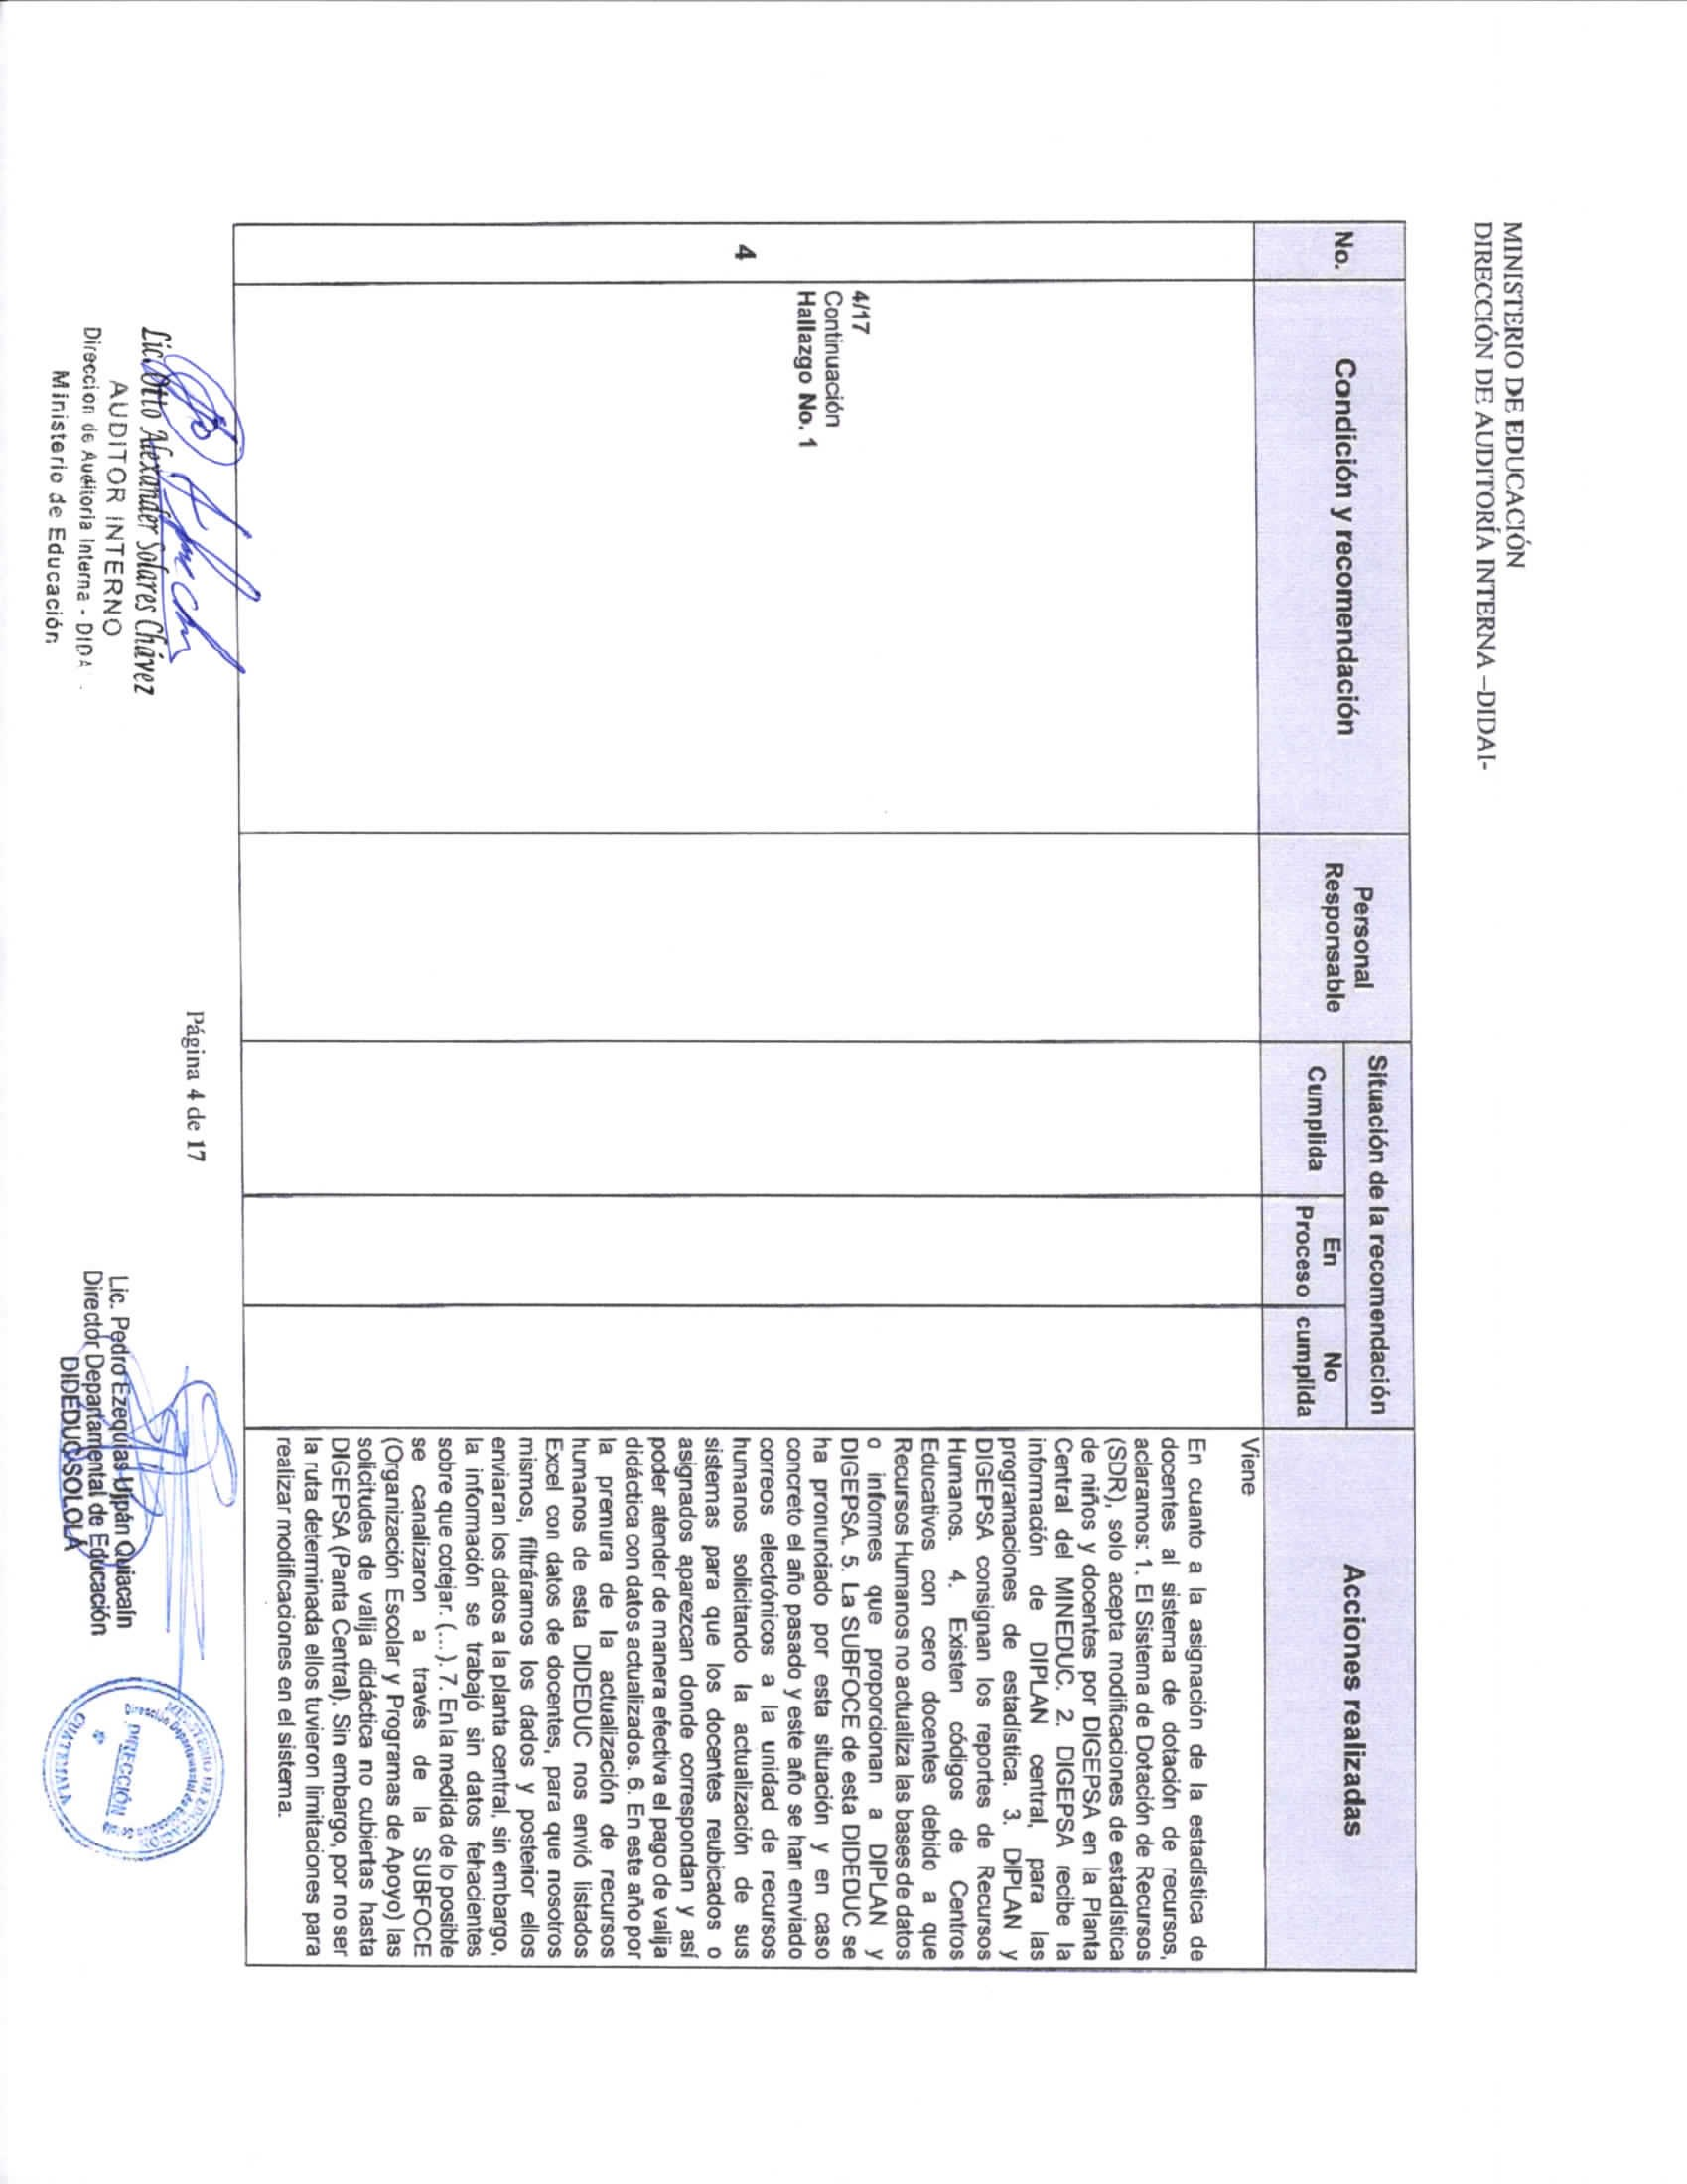 MINISTERIO DE EDUCACIÓN
DIRECCIÓN DE AUDITORÍA INTERNA –DIDAI-
No.
Condición y recomendación
Personal
Responsable
Situación de la recomendación
Cumplida
En
Proceso
No
cumplida
Acciones realizadas
4
4/17
Continuación
Hallazgo No. 1
Viene
En cuanto a la asignación de la estadística de
docentes al sistema de dotación de recursos,
aclaramos: 1. El Sistema de Dotación de Recursos
(SDR), solo acepta modificaciones de estadística
de niños y docentes por DIGEPSA en la Planta
Central del MINEDUC. 2. DIGEPSA recibe la
información de DIPLAN central, para las
programaciones de estadística. 3. DIPLAN y
DIGEPSA consignan los reportes de Recursos
Humanos. 4. Existen códigos de Centros
Educativos con cero docentes debido a que
Recursos Humanos no actualiza las bases de datos
o informes que proporcionan a DIPLAN y
DIGEPSA. 5. La SUBFOCE de esta DIDEDUC se
ha pronunciado por esta situación y en caso
concreto el año pasado y este año se han enviado
correos electrónicos a la unidad de recursos
humanos solicitando la actualización de sus
sistemas para que los docentes reubicados o
asignados aparezcan donde correspondan y así
poder atender de manera efectiva el pago de valija
didáctica con datos actualizados. 6. En este año por
la premura de la actualización de recursos
humanos de esta DIDEDUC nos envió listados
Excel con datos de docentes, para que nosotros
mismos, filtráramos los dados y posterior ellos
enviaran los datos a la planta central, sin embargo,
la información se trabajó sin datos fehacientes
sobre que cotejar. (...). 7. En la medida de lo posible
se canalizaron a través de la SUBFOCE
(Organización Escolar y Programas de Apoyo) las
solicitudes de valija didáctica no cubiertas hasta
DIGEPSA (Panta Central). Sin embargo, por no ser
la ruta determinada ellos tuvieron limitaciones para
realizar modificaciones en el sistema.
Página 4 de 17
Lic. Otto Alexander Solares Chávez
AUDITOR INTERNO
Dirección de Auditoria Interna - DIDA -
Ministerio de Educación
Lic. Pedro Ezequias Ujpán Quiacaín
Director Departamental de Educación
DIDEDUC SOLOLÁ
MINISTERIO DE EDUCACIÓN
Dirección Departamental de Educación de
DIRECCIÓN
GUATEMALA